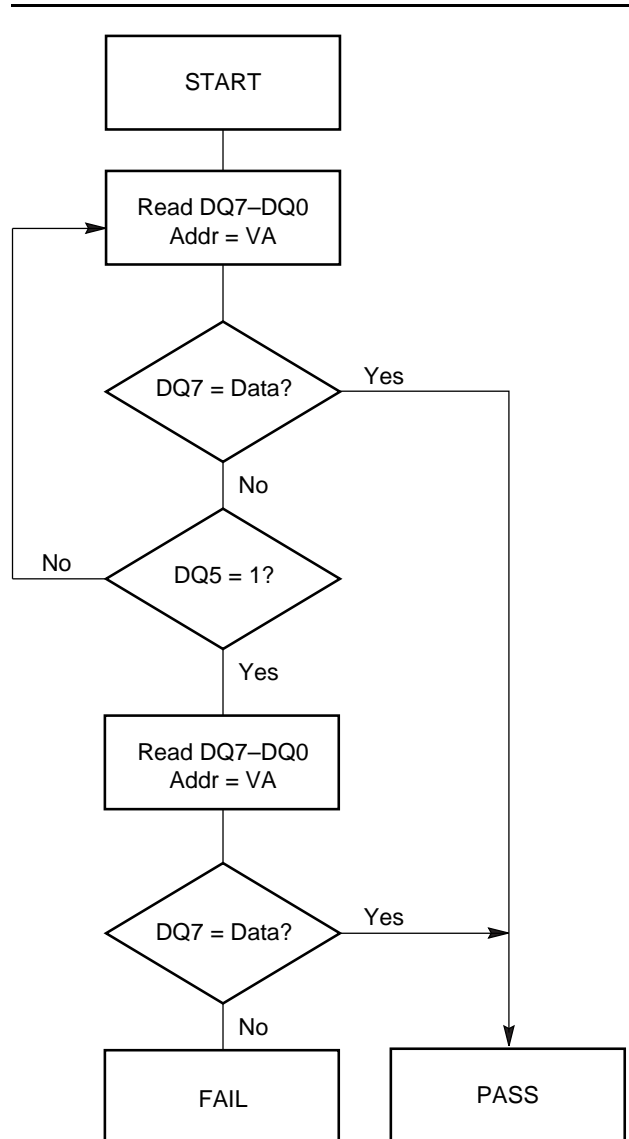 START
Read DQ7–DQ0
Addr = VA
DQ7 = Data?
Yes
No
No
DQ5 = 1?
Yes
Read DQ7–DQ0
Addr = VA
DQ7 = Data?
Yes
No
FAIL
PASS